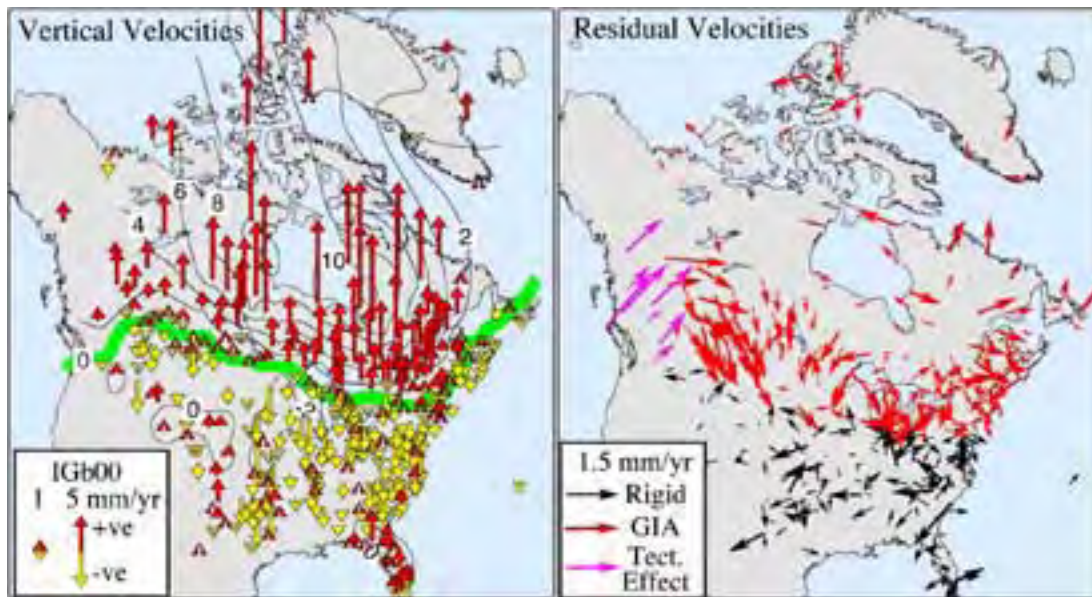 Vertical Velocities
6
4
8
10
2
0
-2
0
0
IGb00
1 5 mm/yr
+ve
-ve
Residual Velocities
1.5 mm/yr
Rigid
GIA
Tect.
Effect